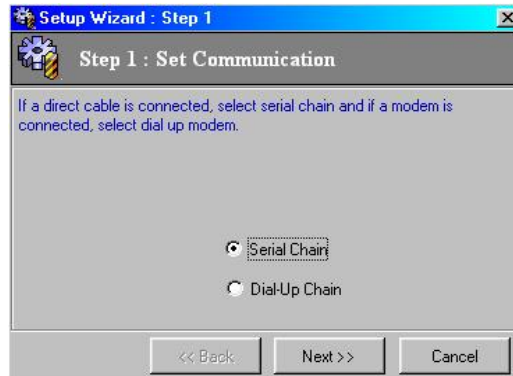 Setup Wizard : Step 1
Step 1 : Set Communication
If a direct cable is connected, select serial chain and if a modem is
connected, select dial up modem.
Serial Chain
Dial-Up Chain
<< Back
Next >>
Cancel